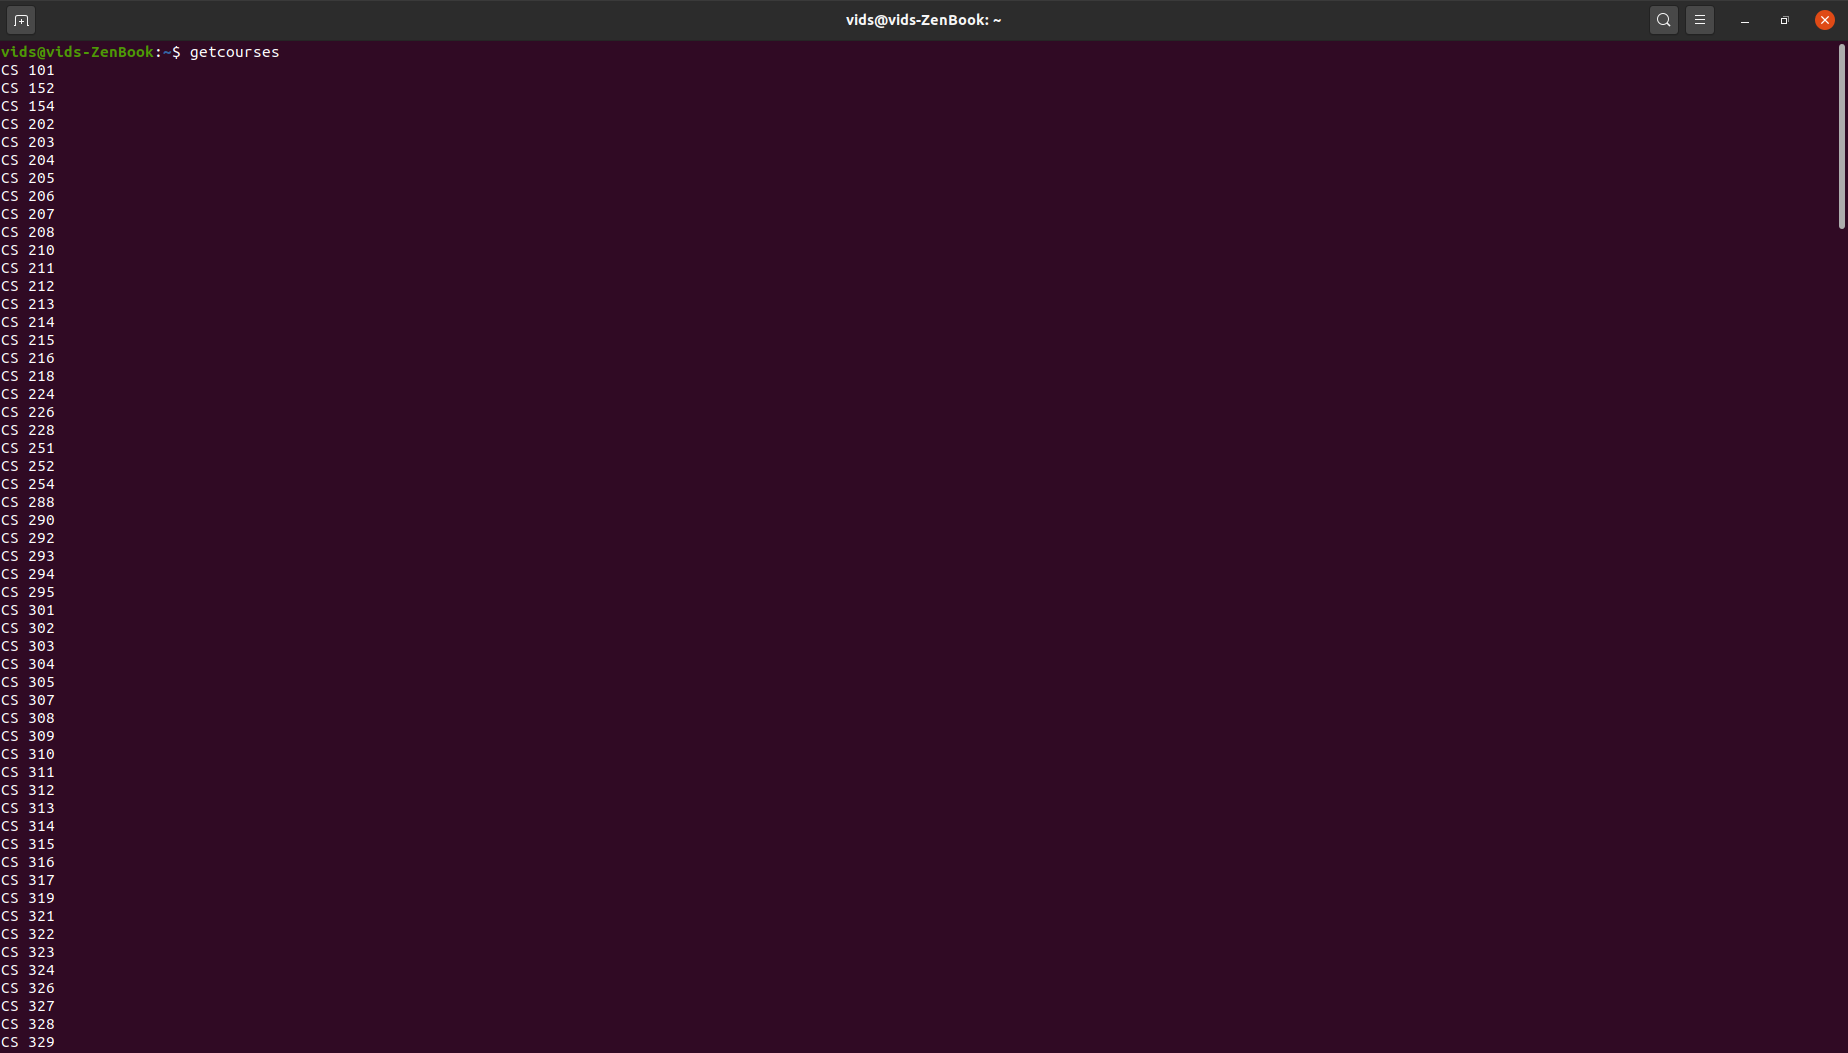 vids@vids-ZenBook: ~
vids@vids-ZenBook:~$ getcourses
CS 101
CS 152
CS 154
CS 202
CS 203
CS 204
CS 205
CS 206
CS 207
CS 208
CS 210
CS 211
CS 212
CS 213
CS 214
CS 215
CS 216
CS 218
CS 224
CS 226
CS 228
CS 251
CS 252
CS 254
CS 288
CS 290
CS 292
CS 293
CS 294
CS 295
CS 301
CS 302
CS 303
CS 304
CS 305
CS 307
CS 308
CS 309
CS 310
CS 311
CS 312
CS 313
CS 314
CS 315
CS 316
CS 317
CS 319
CS 321
CS 322
CS 323
CS 324
CS 326
CS 327
CS 328
CS 329